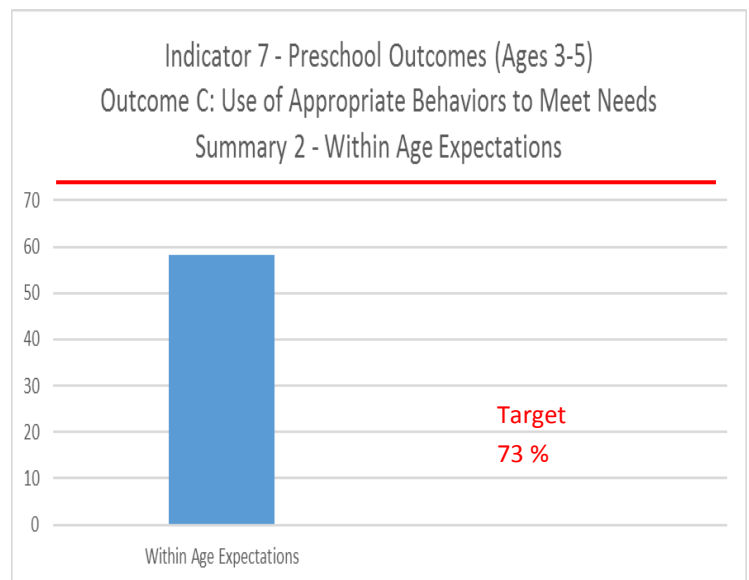 Indicator 7 - Preschool Outcomes (Ages 3-5)
Outcome C: Use of Appropriate Behaviors to Meet Needs
Summary 2 - Within Age Expectations
70
60
50
40
30
20
10
0
Target
73 %
Within Age Expectations